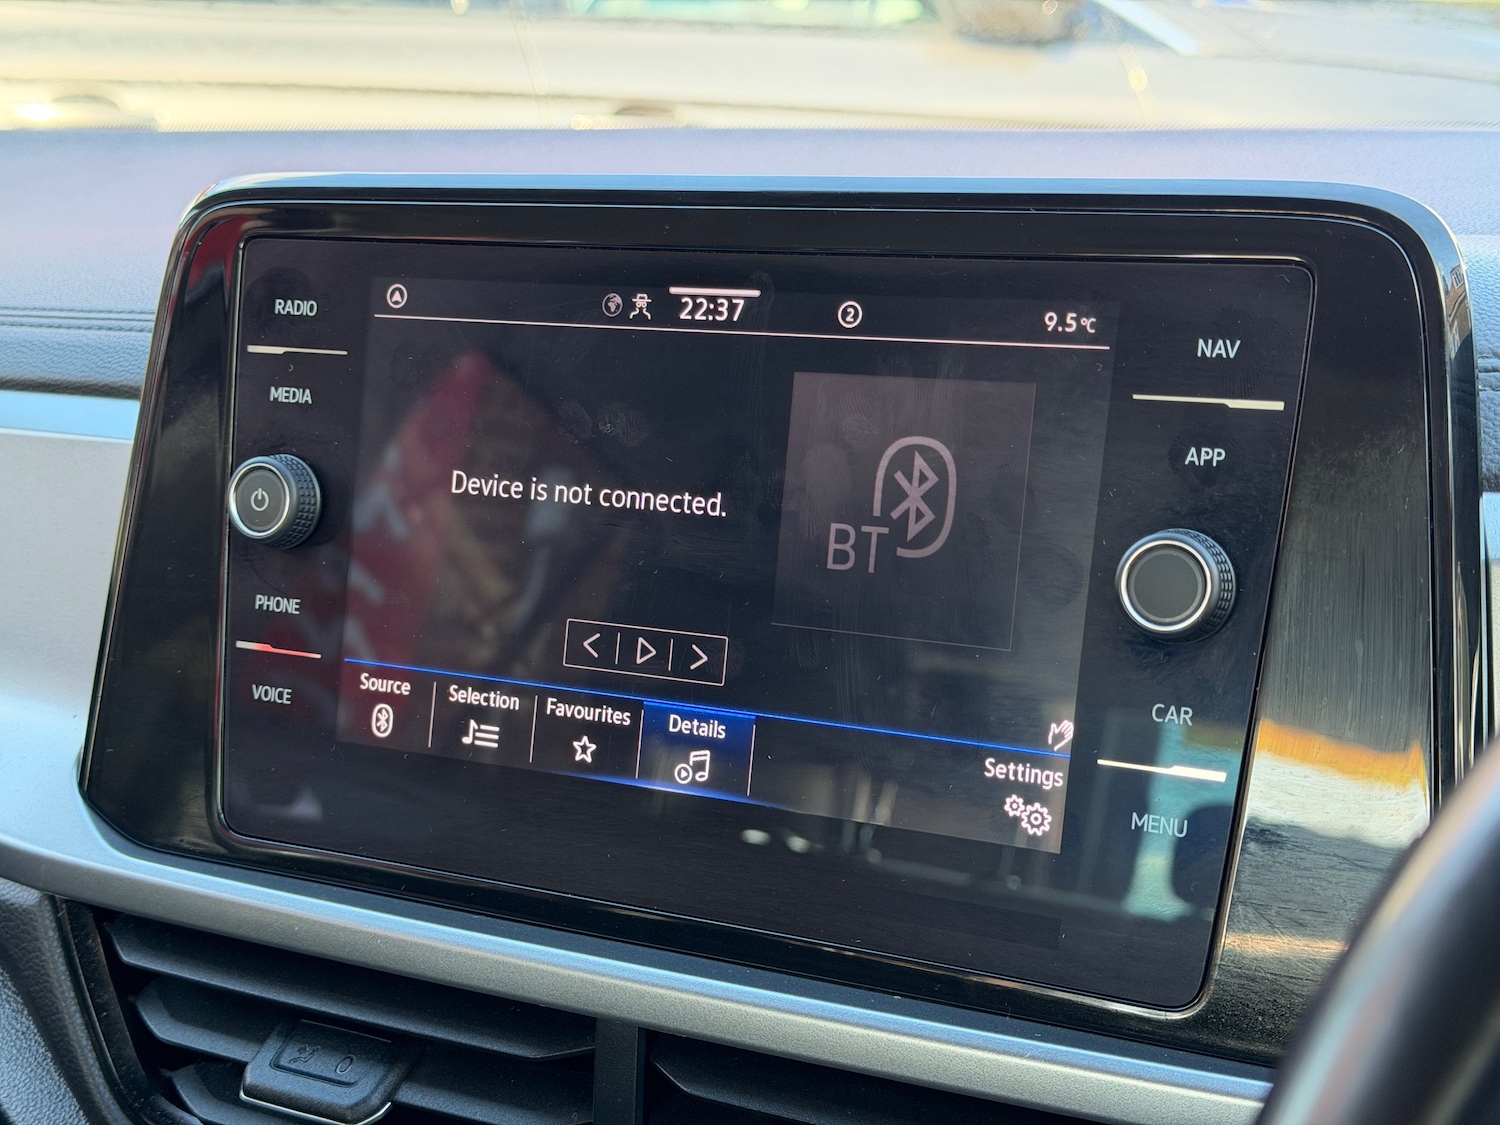 RADIO
MEDIA
PHONE
VOICE
22:37
2
9.5°C
Device is not connected.
BT
Source
Selection
Favourites
Details
Settings
NAV
APP
CAR
MENU
0